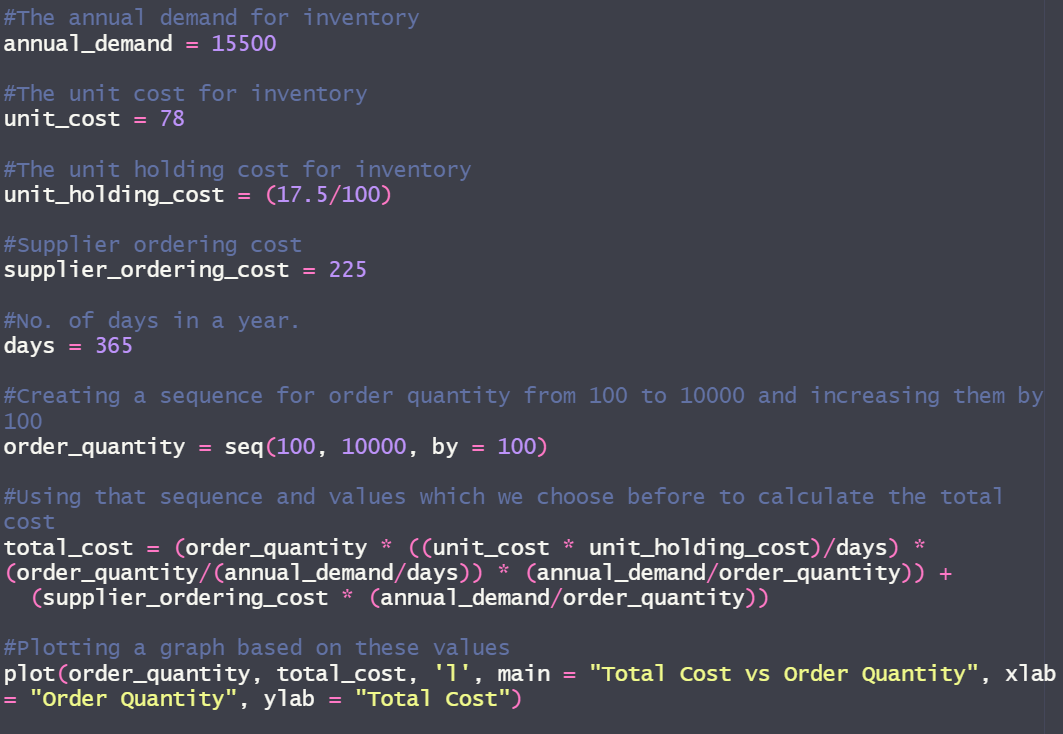 #The annual demand for inventory
annual_demand = 15500
#The unit cost for inventory
unit_cost = 78
#The unit holding cost for inventory
unit_holding_cost = (17.5/100)
#Supplier ordering cost
supplier_ordering_cost = 225
#No. of days in a year.
days = 365
#Creating a sequence for order quantity from 100 to 10000 and increasing them by
100
order_quantity = seq(100, 10000, by = 100)
#Using that sequence and values which we choose before to calculate the total
cost
total_cost = (order_quantity * ((unit_cost * unit_holding_cost)/days) *
(order_quantity/(annual_demand/days)) * (annual_demand/order_quantity)) +
(supplier_ordering_cost * (annual_demand/order_quantity))
#Plotting a graph based on these values
plot(order_quantity, total_cost, 'l', main = "Total Cost vs Order Quantity", xlab
= "Order Quantity", ylab = "Total Cost")